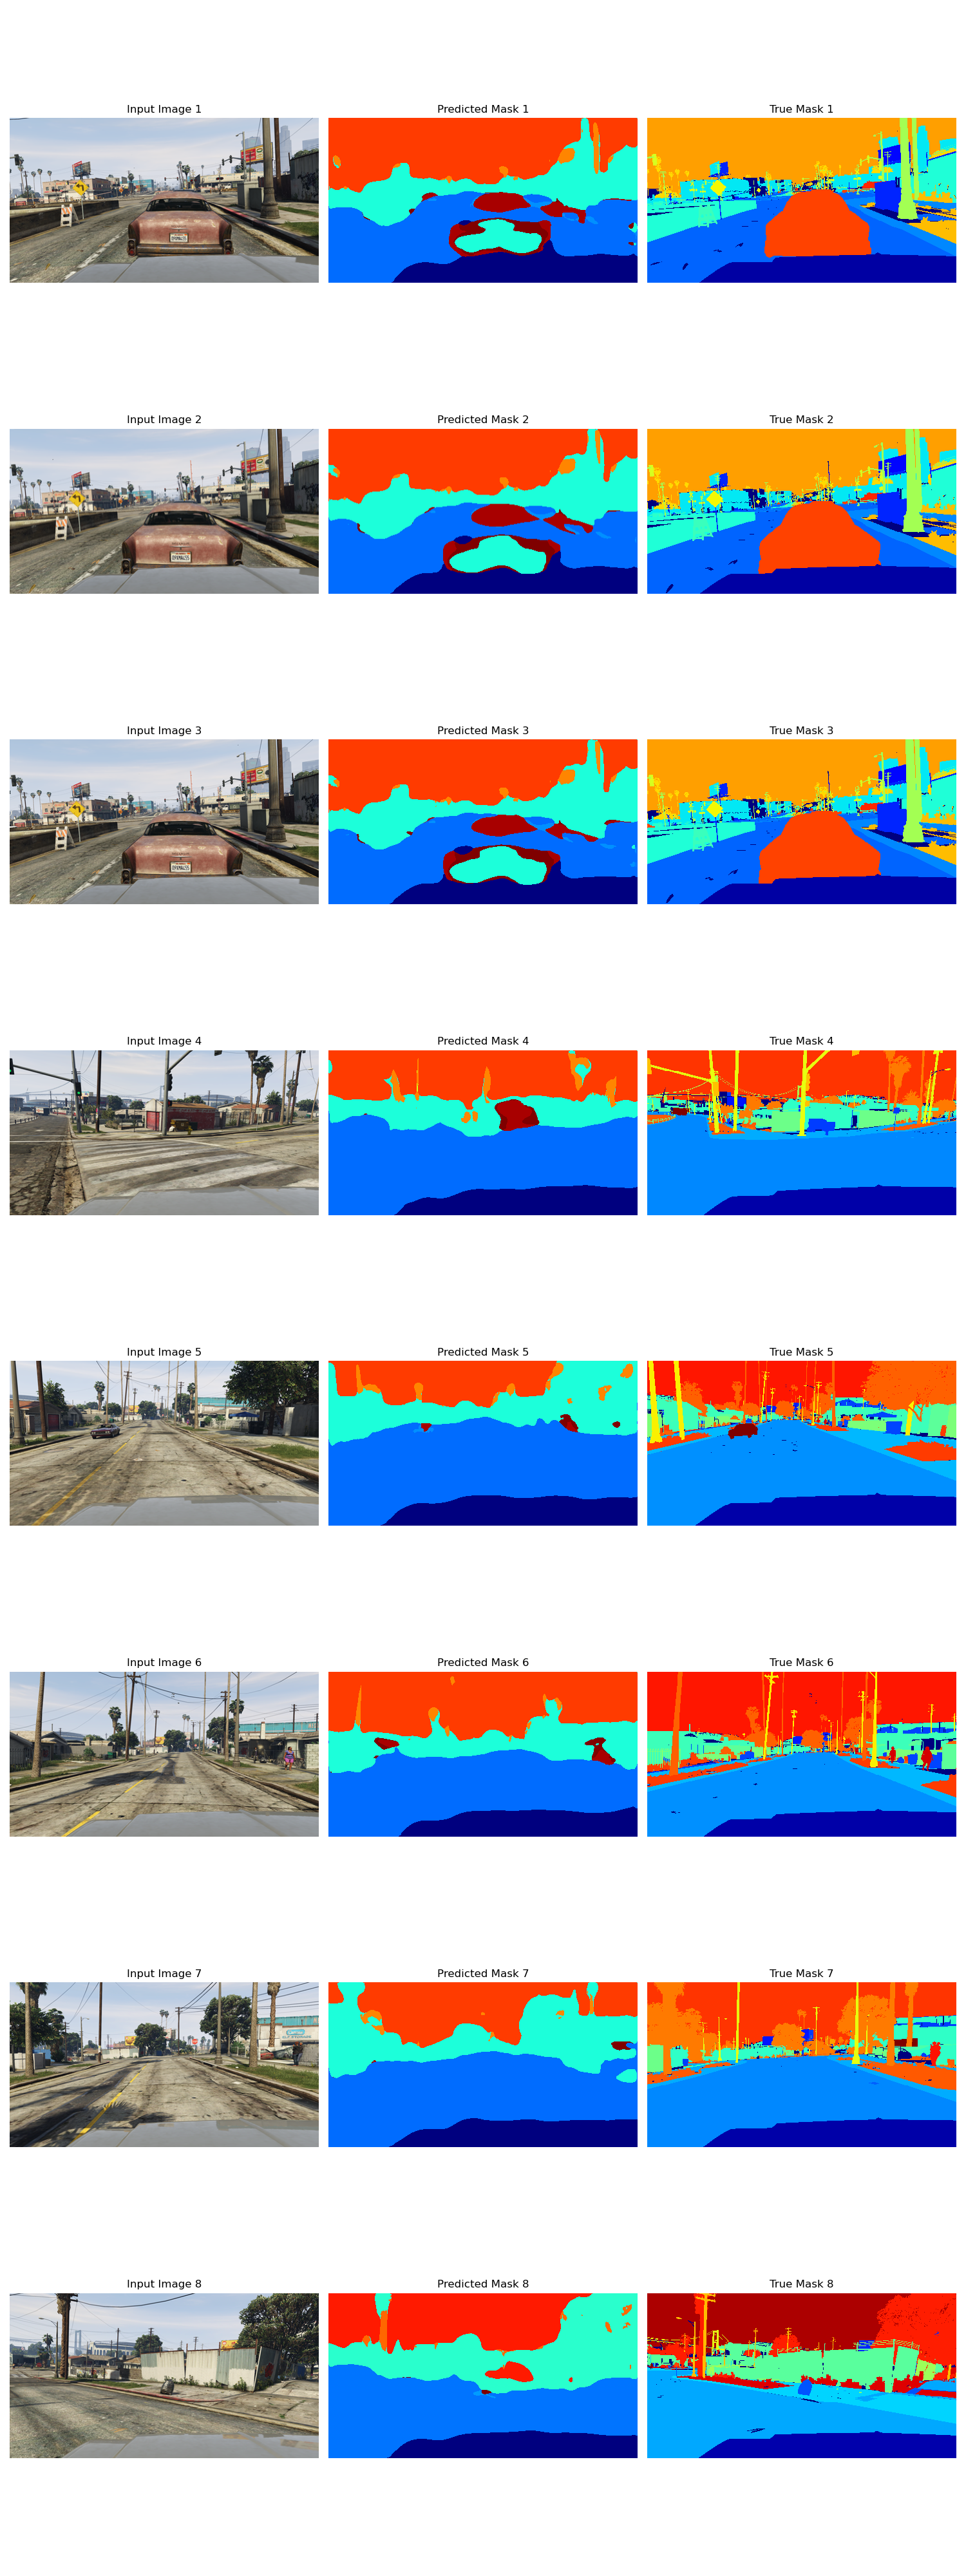 Input Image 1
Predicted Mask 1
True Mask 1
Input Image 2
Predicted Mask 2
True Mask 2
Input Image 3
Predicted Mask 3
True Mask 3
Input Image 4
Predicted Mask 4
True Mask 4
Input Image 5
Predicted Mask 5
True Mask 5
Input Image 6
Predicted Mask 6
True Mask 6
Input Image 7
Predicted Mask 7
True Mask 7
Input Image 8
Predicted Mask 8
True Mask 8